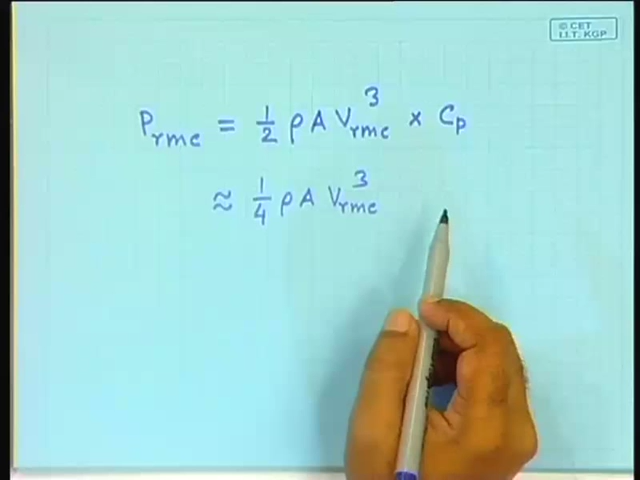 © CET
I.I.T. KGP
P_rmc = 1/2 ρ A V_rmc^3 × C_p
≈ 1/4 ρ A V_rmc^3